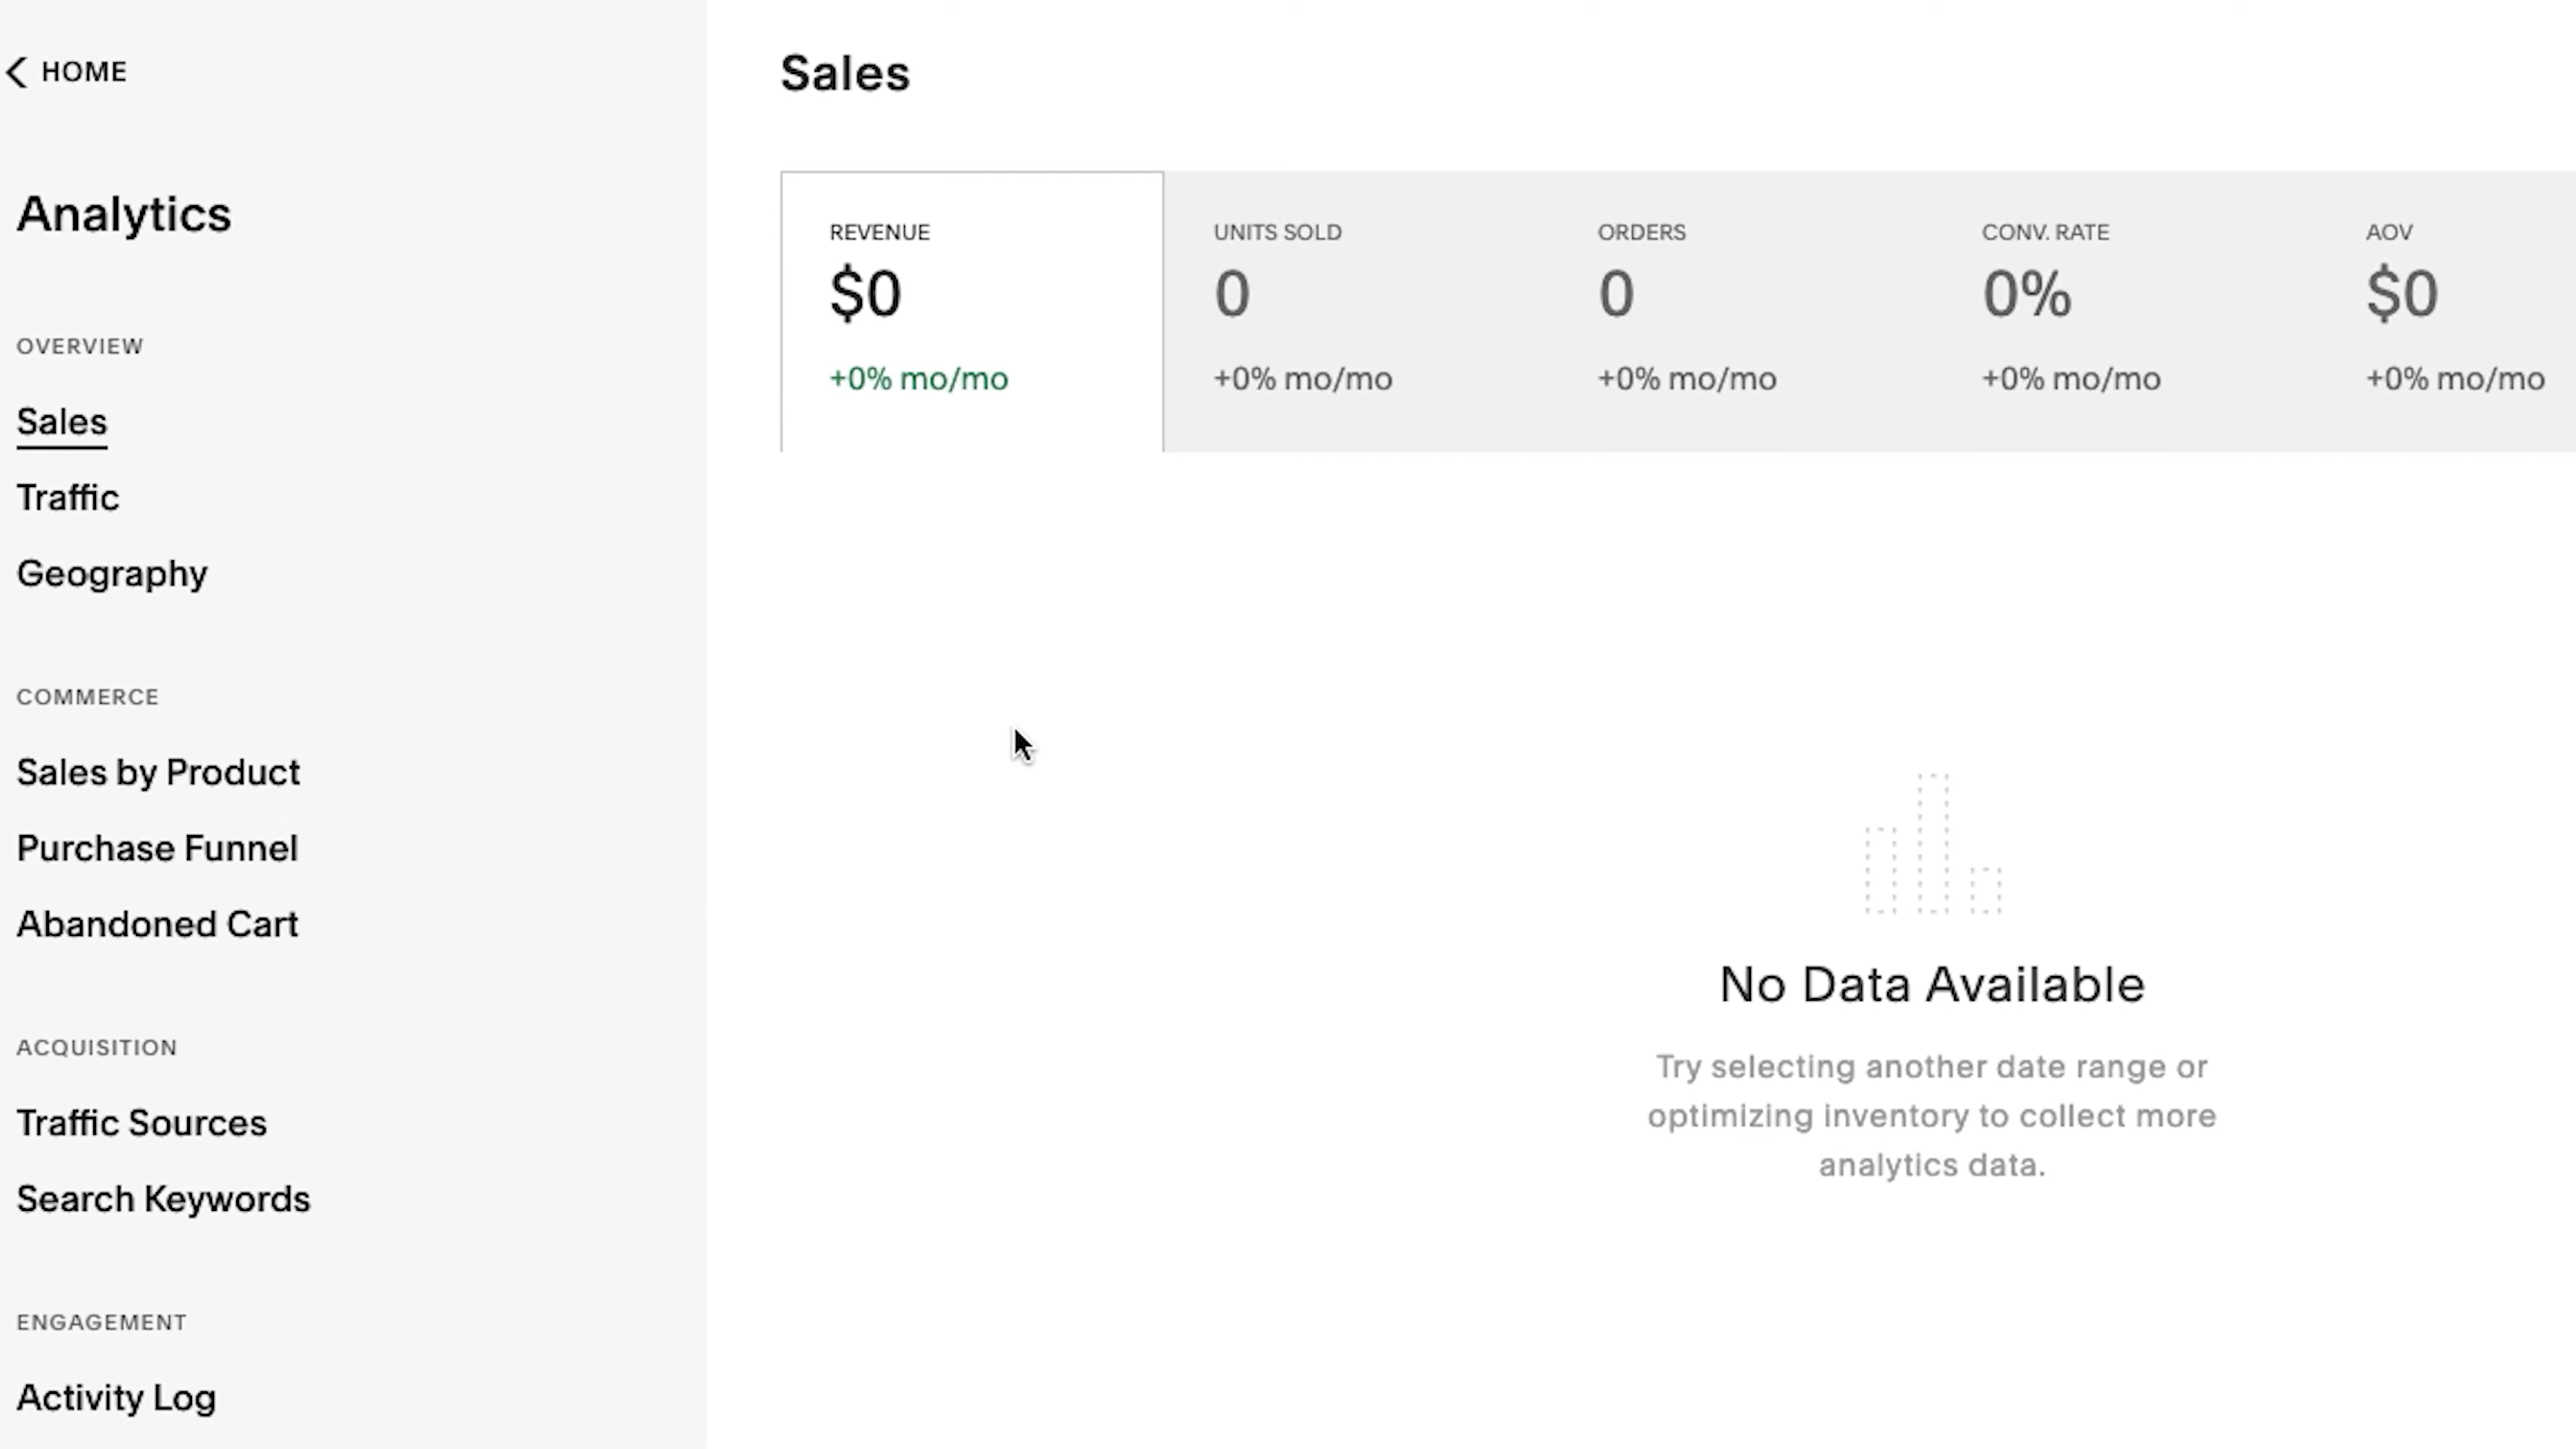 HOME
Analytics
OVERVIEW
Sales
Traffic
Geography
COMMERCE
Sales by Product
Purchase Funnel
Abandoned Cart
ACQUISITION
Traffic Sources
Search Keywords
ENGAGEMENT
Activity Log
Sales
REVENUE
$0
+0% mo/mo
UNITS SOLD
0
+0% mo/mo
ORDERS
0
+0% mo/mo
CONV. RATE
0%
+0% mo/mo
AOV
$0
+0% mo/mo
No Data Available
Try selecting another date range or
optimizing inventory to collect more
analytics data.